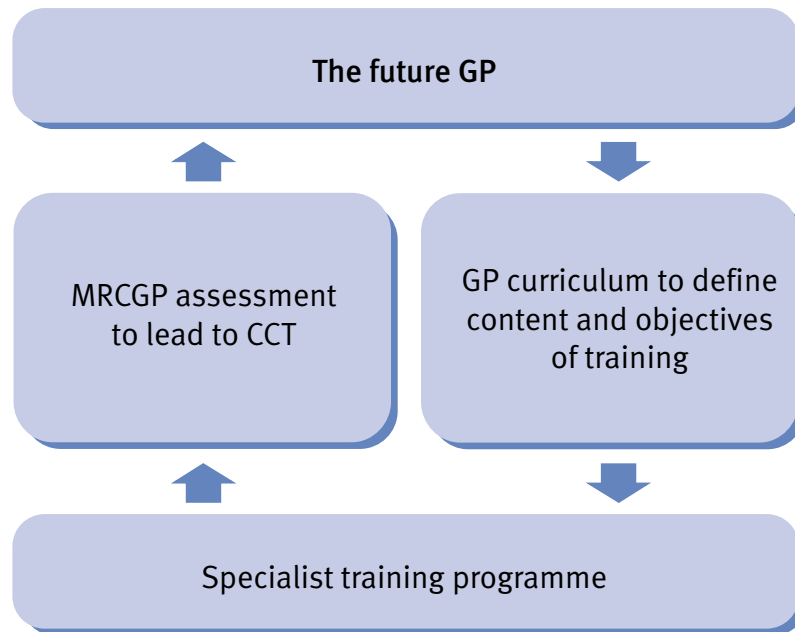 The future GP
MRCGP assessment
to lead to CCT
GP curriculum to define
content and objectives
of training
Specialist training programme